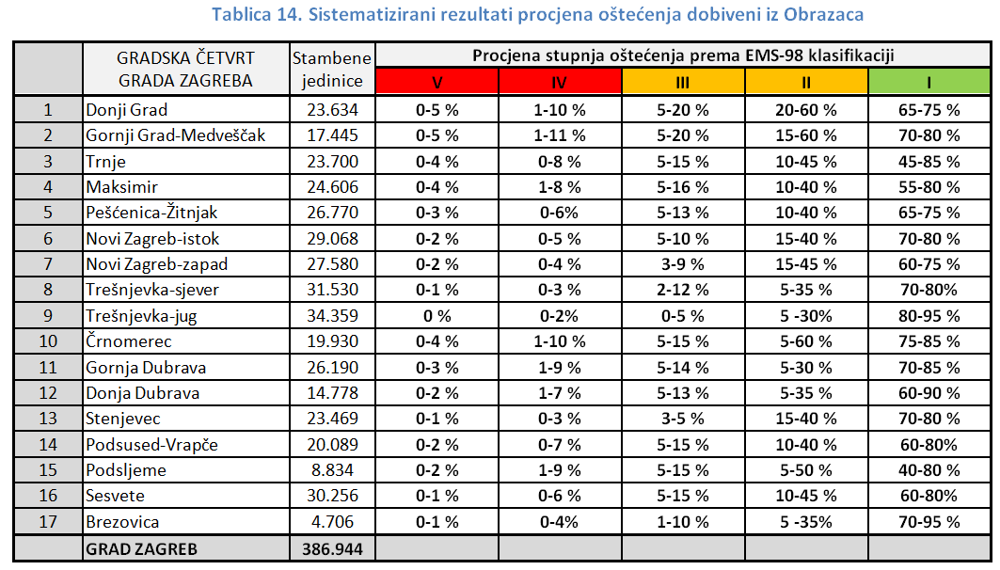 Tablica 14. Sistematizirani rezultati procjena oštećenja dobiveni iz Obrazaca
GRADSKA ČETVRT GRADA ZAGREBA Stambene jedinice Procjena stupnja oštećenja prema EMS-98 klasifikaciji
V IV III II I
1 Donji Grad 23.634 0-5 % 1-10 % 5-20 % 20-60 % 65-75 %
2 Gornji Grad-Medveščak 17.445 0-5 % 1-11 % 5-20 % 15-60 % 70-80 %
3 Trnje 23.700 0-4 % 0-8 % 5-15 % 10-45 % 45-85 %
4 Maksimir 24.606 0-4 % 1-8 % 5-16 % 10-40 % 55-80 %
5 Pešćenica-Žitnjak 26.770 0-3 % 0-6% 5-13 % 10-40 % 65-75 %
6 Novi Zagreb-istok 29.068 0-2 % 0-5 % 5-10 % 15-40 % 70-80 %
7 Novi Zagreb-zapad 27.580 0-2 % 0-4 % 3-9 % 15-45 % 60-75 %
8 Trešnjevka-sjever 31.530 0-1 % 0-3 % 2-12 % 5-35 % 70-80%
9 Trešnjevka-jug 34.359 0 % 0-2% 0-5 % 5 -30% 80-95 %
10 Črnomerec 19.930 0-4 % 1-10 % 5-15 % 5-60 % 75-85 %
11 Gornja Dubrava 26.190 0-3 % 1-9 % 5-14 % 5-30 % 70-85 %
12 Donja Dubrava 14.778 0-2 % 1-7 % 5-13 % 5-35 % 60-90 %
13 Stenjevec 23.469 0-1 % 0-3 % 3-5 % 15-40 % 70-80 %
14 Podsused-Vrapče 20.089 0-2 % 0-7 % 5-15 % 10-40 % 60-80%
15 Podsljeme 8.834 0-2 % 1-9 % 5-15 % 5-50 % 40-80 %
16 Sesvete 30.256 0-1 % 0-6 % 5-15 % 10-45 % 60-80%
17 Brezovica 4.706 0-1 % 0-4% 1-10 % 5 -35% 70-95 %
GRAD ZAGREB 386.944